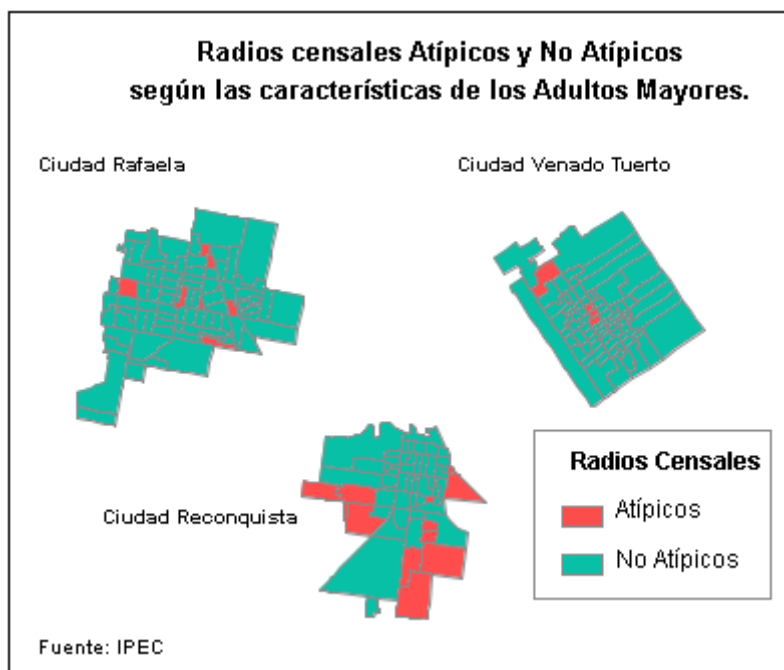 Radios censales Atípicos y No Atípicos
según las características de los Adultos Mayores.
Ciudad Rafaela
Ciudad Venado Tuerto
Ciudad Reconquista
Radios Censales
Atípicos
No Atípicos
Fuente: IPEC